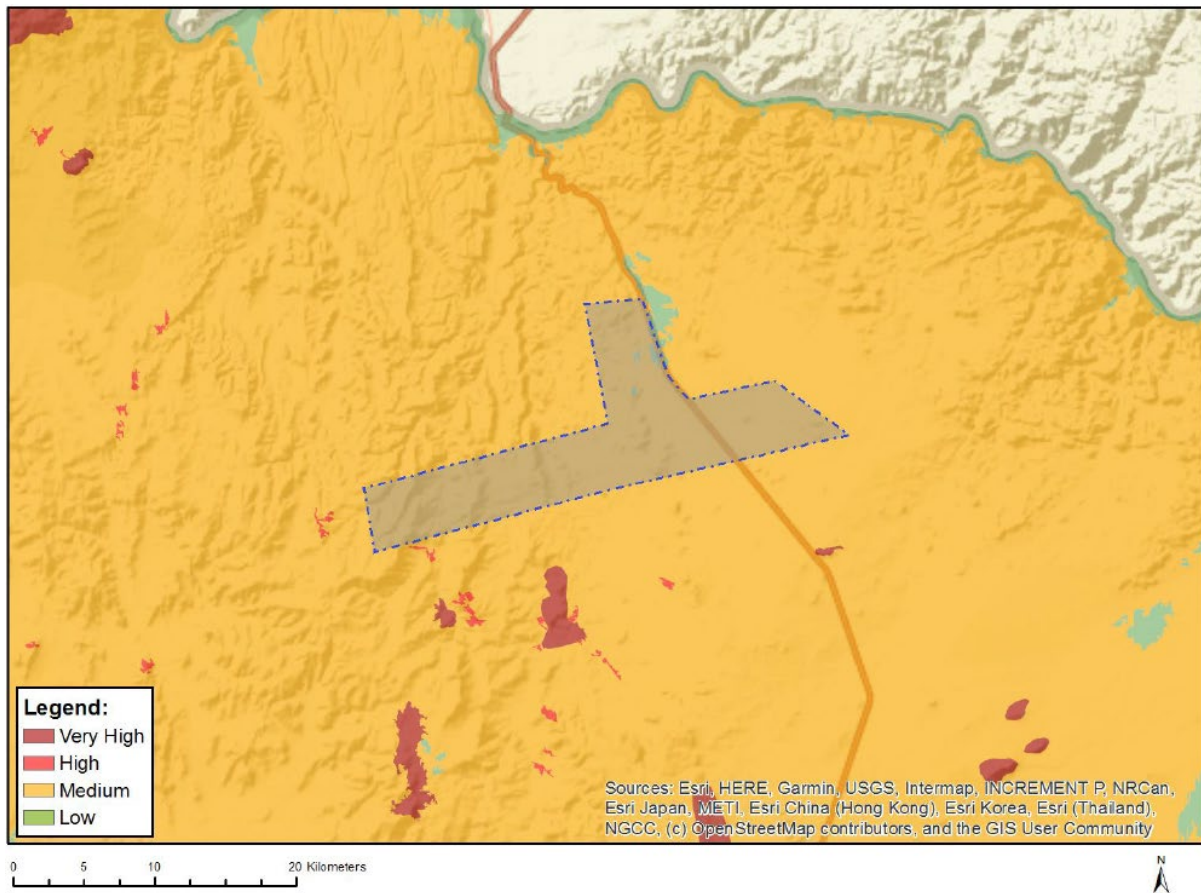 Legend:
Very High
High
Medium
Low
Sources: Esri, HERE, Garmin, USGS, Intermap, INCREMENT P, NRCan,
Esri Japan, METI, Esri China (Hong Kong), Esri Korea, Esri (Thailand),
NGCC, (c) OpenStreetMap contributors, and the GIS User Community
0 5 10 20 Kilometers
N